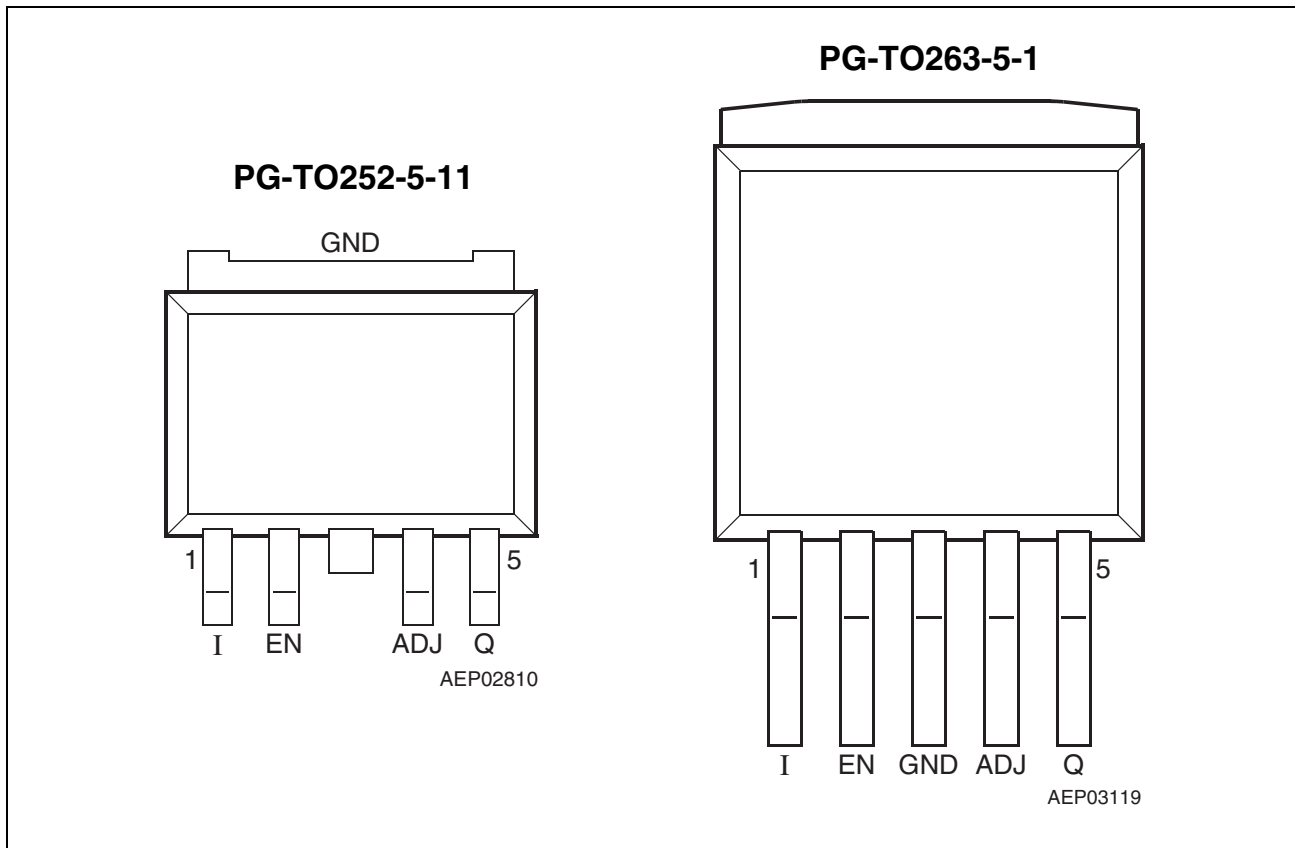 PG-TO252-5-11
GND
1 5
I EN ADJ Q
AEP02810
PG-TO263-5-1
1 5
I EN GND ADJ Q
AEP03119